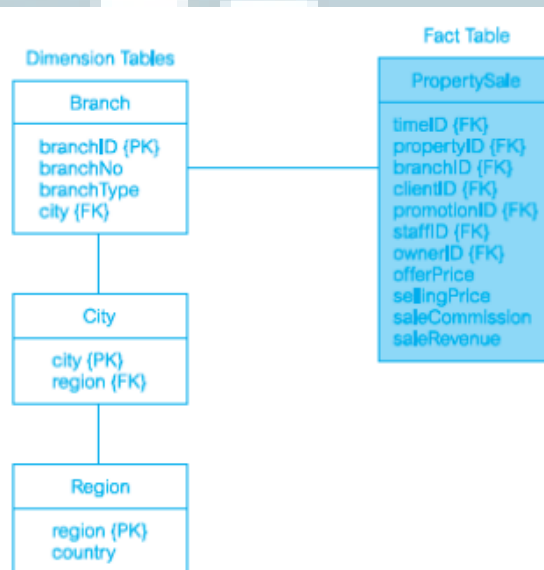 Dimension Tables
Branch
branchID {PK}
branchNo
branchType
city {FK}
City
city {PK}
region {FK}
Region
region {PK}
country
Fact Table
PropertySale
timeID {FK}
propertyID {FK}
branchID {FK}
clientID {FK}
promotionID {FK}
staffID {FK}
ownerID {FK}
offerPrice
sellingPrice
saleCommission
saleRevenue